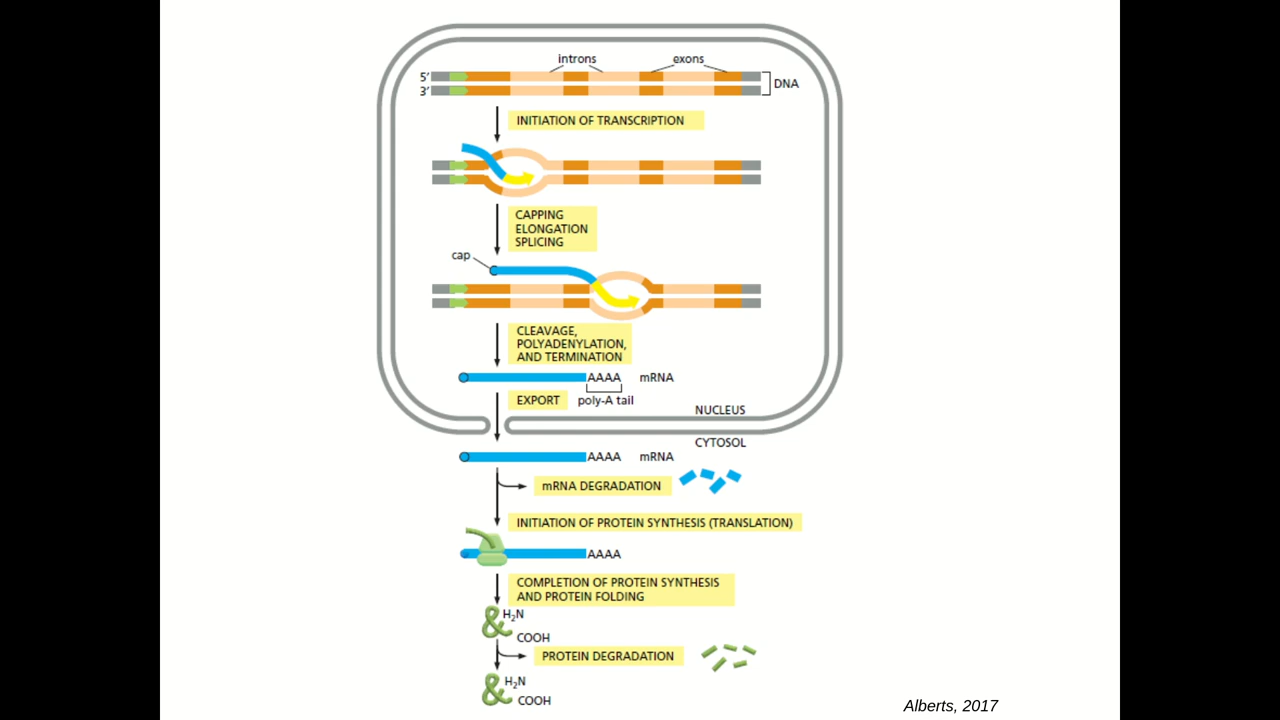 introns exons
5′
3′
DNA
INITIATION OF TRANSCRIPTION
CAPPING
ELONGATION
SPLICING
cap
CLEAVAGE,
POLYADENYLATION,
AND TERMINATION
AAAA mRNA
poly-A tail
EXPORT
NUCLEUS
CYTOSOL
AAAA mRNA
mRNA DEGRADATION
INITIATION OF PROTEIN SYNTHESIS (TRANSLATION)
AAAA
COMPLETION OF PROTEIN SYNTHESIS
AND PROTEIN FOLDING
H₂N
COOH
PROTEIN DEGRADATION
H₂N
COOH
Alberts, 2017